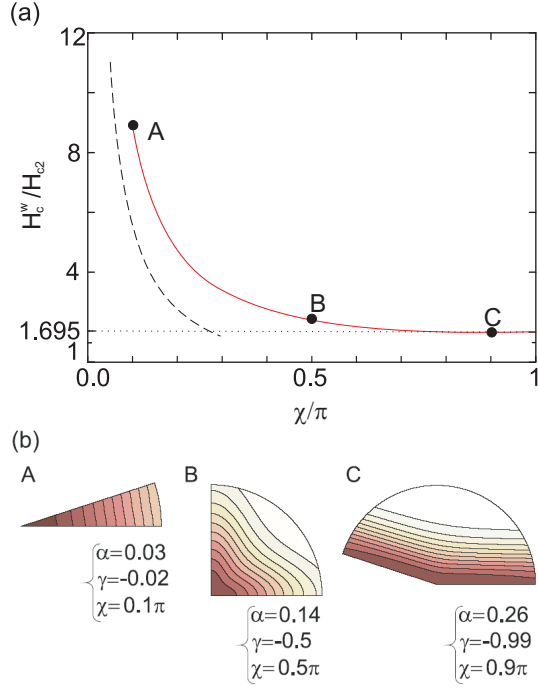 (a)
12
8
4
1.695
1
H_c^w/H_c2
A
B
C
0.0
0.5
1
χ/π
(b)
A
B
C
α=0.03
γ=-0.02
χ=0.1π
α=0.14
γ=-0.5
χ=0.5π
α=0.26
γ=-0.99
χ=0.9π